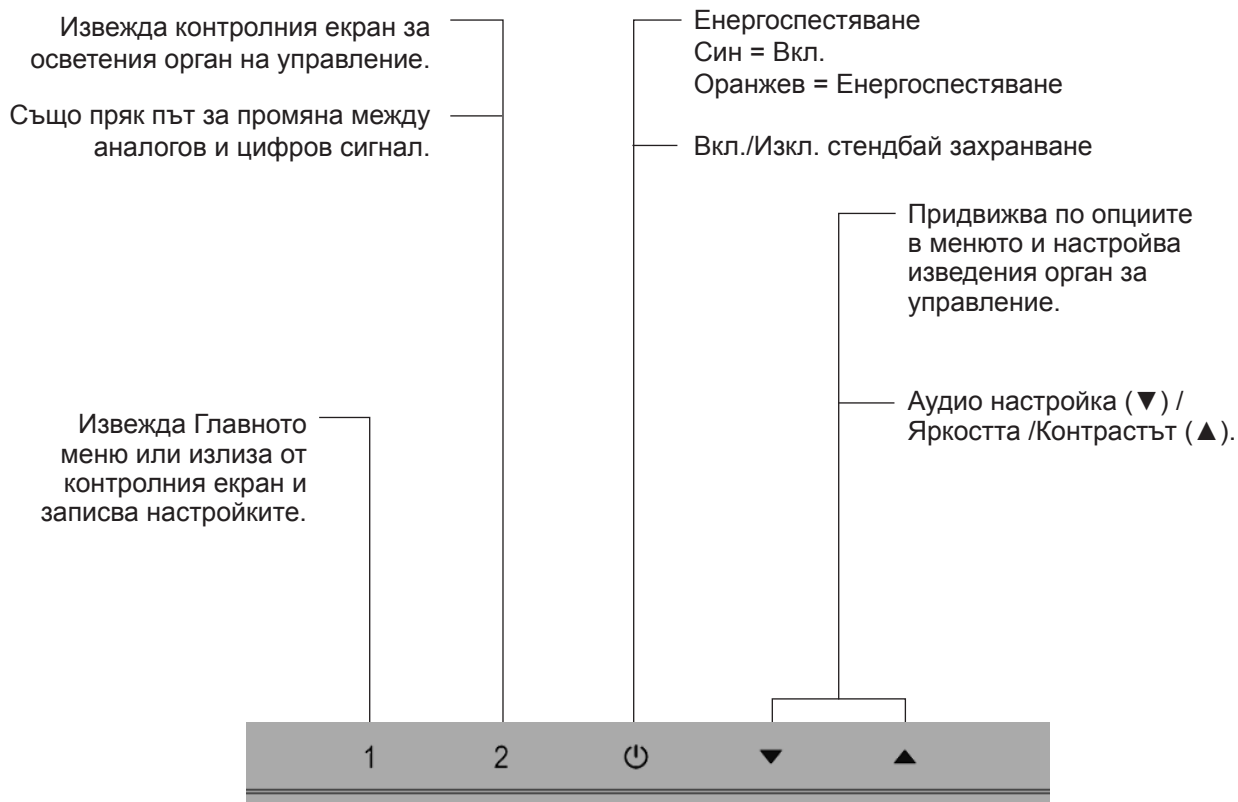 Извежда контролния екран за
осветения орган на управление.
Също пряк път за промяна между
аналогов и цифров сигнал.
Енергоспестяване
Син = Вкл.
Оранжев = Енергоспестяване
Вкл./Изкл. стендбай захранване
Придвижва по опциите
в менюто и настройва
изведения орган за
управление.
Аудио настройка (▼) /
Яркостта /Контрастът (▲).
Извежда Главното
меню или излиза от
контролния екран и
записва настройките.
1 2 ⏻ ▼ ▲